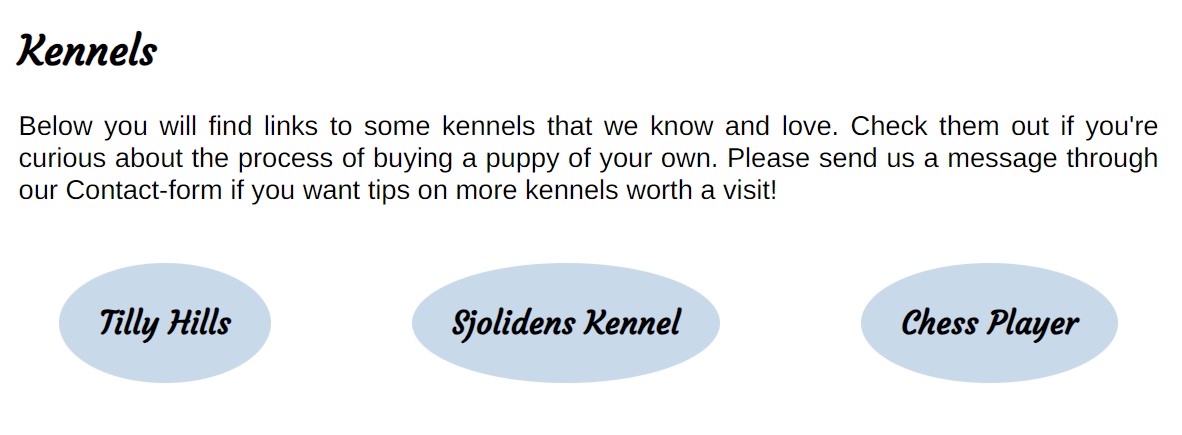 Kennels
Below you will find links to some kennels that we know and love. Check them out if you're
curious about the process of buying a puppy of your own. Please send us a message through
our Contact-form if you want tips on more kennels worth a visit!
Tilly Hills
Sjolidens Kennel
Chess Player